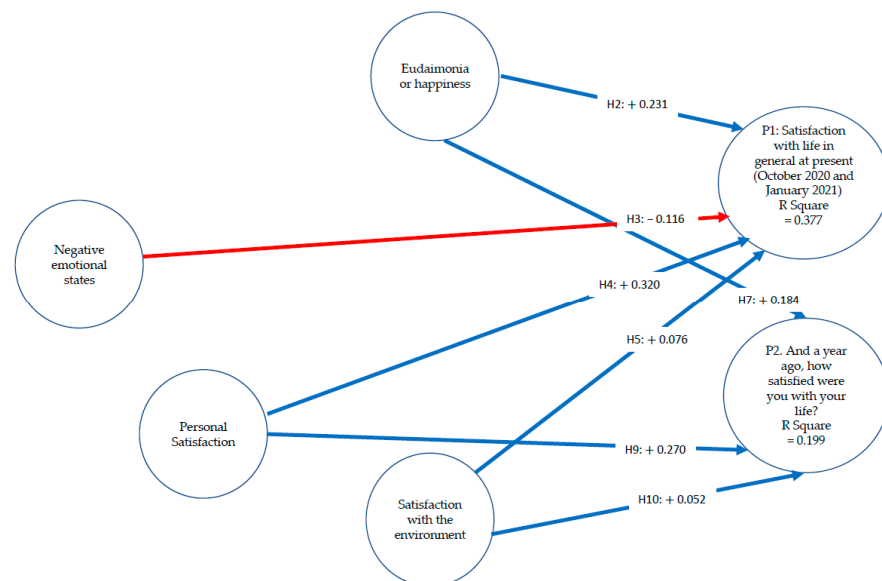 Eudaimonia
or happiness
H2: + 0.231
P1: Satisfaction
with life in
general at present
(October 2020 and
January 2021)
R Square
= 0.377
Negative
emotional
states
H3: – 0.116
H4: + 0.320
H7: + 0.184
H5: + 0.076
P2. And a year
ago, how
satisfied were
you with your
life?
R Square
= 0.199
Personal
Satisfaction
H9: + 0.270
Satisfaction
with the
environment
H10: + 0.052